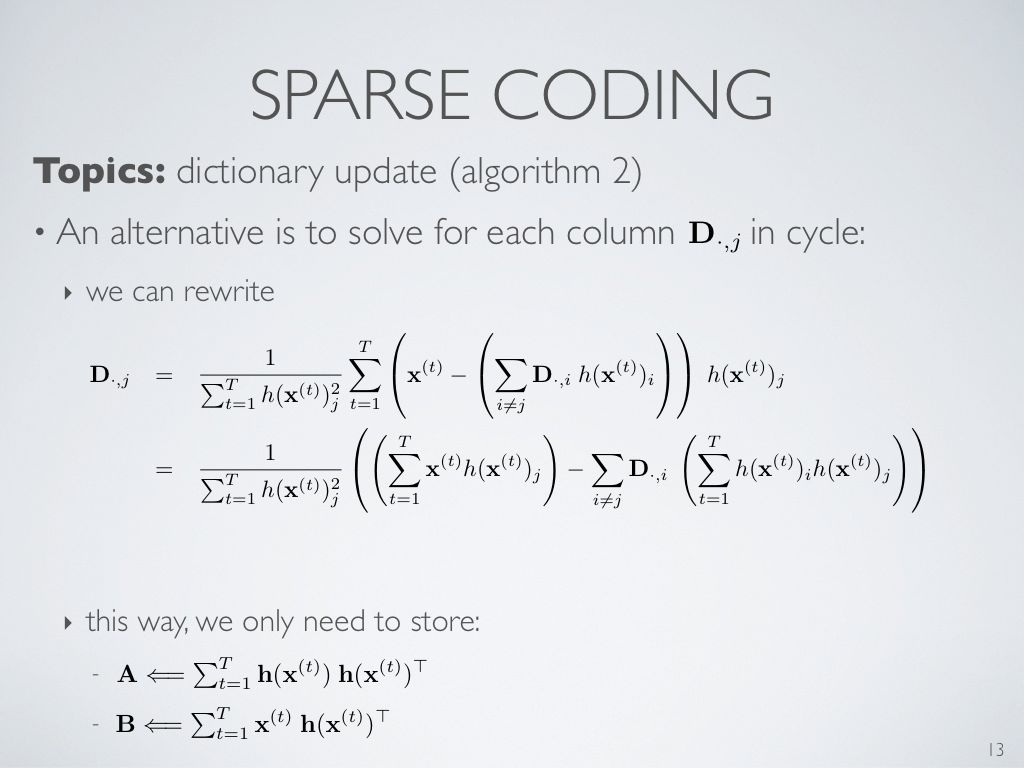 SPARSE CODING
Topics: dictionary update (algorithm 2)
• An alternative is to solve for each column $\mathbf{D}_{\cdot,j}$ in cycle:
‣ we can rewrite
$\mathbf{D}_{\cdot,j} = \frac{1}{\sum_{t=1}^{T} h(\mathbf{x}^{(t)})_j^2} \sum_{t=1}^{T} \left( \mathbf{x}^{(t)} - \left( \sum_{i \neq j} \mathbf{D}_{\cdot,i} \, h(\mathbf{x}^{(t)})_i \right) \right) h(\mathbf{x}^{(t)})_j$
$= \frac{1}{\sum_{t=1}^{T} h(\mathbf{x}^{(t)})_j^2} \left( \left( \sum_{t=1}^{T} \mathbf{x}^{(t)} h(\mathbf{x}^{(t)})_j \right) - \sum_{i \neq j} \mathbf{D}_{\cdot,i} \left( \sum_{t=1}^{T} h(\mathbf{x}^{(t)})_i h(\mathbf{x}^{(t)})_j \right) \right)$
‣ this way, we only need to store:
- $\mathbf{A} \Longleftarrow \sum_{t=1}^{T} \mathbf{h}(\mathbf{x}^{(t)}) \, \mathbf{h}(\mathbf{x}^{(t)})^\top$
- $\mathbf{B} \Longleftarrow \sum_{t=1}^{T} \mathbf{x}^{(t)} \, \mathbf{h}(\mathbf{x}^{(t)})^\top$
13